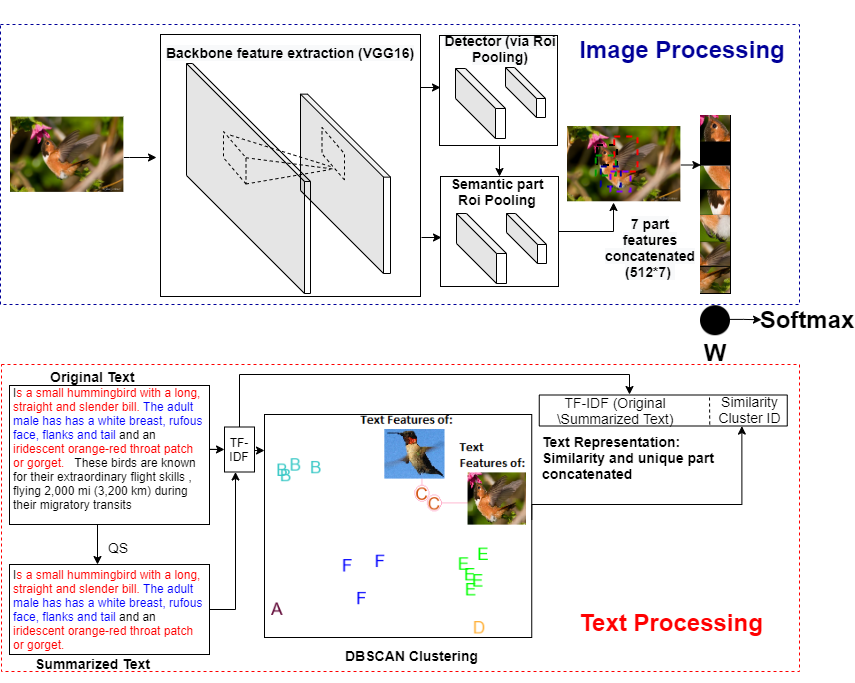 Image Processing
Backbone feature extraction (VGG16)
Detector (via Roi
Pooling)
Semantic part
Roi Pooling
7 part
features
concatenated
(512*7)
Softmax
W
Original Text
Is a small hummingbird with a long,
straight and slender bill. The adult
male has has a white breast, rufous
face, flanks and tail and an
iridescent orange-red throat patch
or gorget. These birds are known
for their extraordinary flight skills ,
flying 2,000 mi (3,200 km) during
their migratory transits
QS
Is a small hummingbird with a long,
straight and slender bill. The adult
male has has a white breast, rufous
face, flanks and tail and an
iridescent orange-red throat patch
or gorget.
Summarized Text
TF-
IDF
Text Features of:
Text
Features of:
B B B
B
C
C
F F
F
E
E
E
E
E
A
D
DBSCAN Clustering
TF-IDF (Original
\Summarized Text)
Similarity
Cluster ID
Text Representation:
Similarity and unique part
concatenated
Text Processing